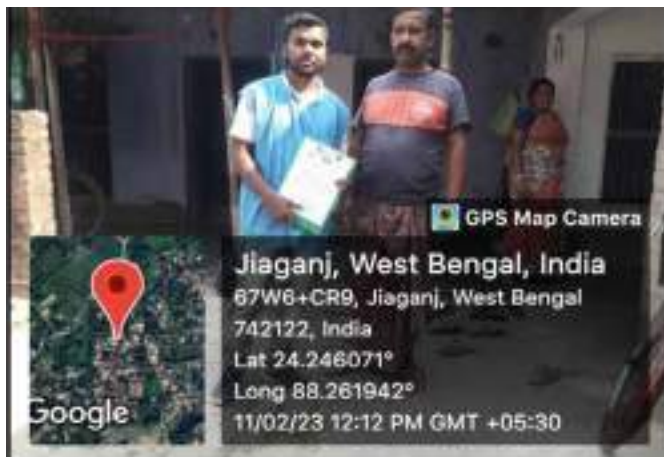 GPS Map Camera
Jiaganj, West Bengal, India
67W6+CR9, Jiaganj, West Bengal
742122, India
Lat 24.246071°
Long 88.261942°
11/02/23 12:12 PM GMT +05:30
Google